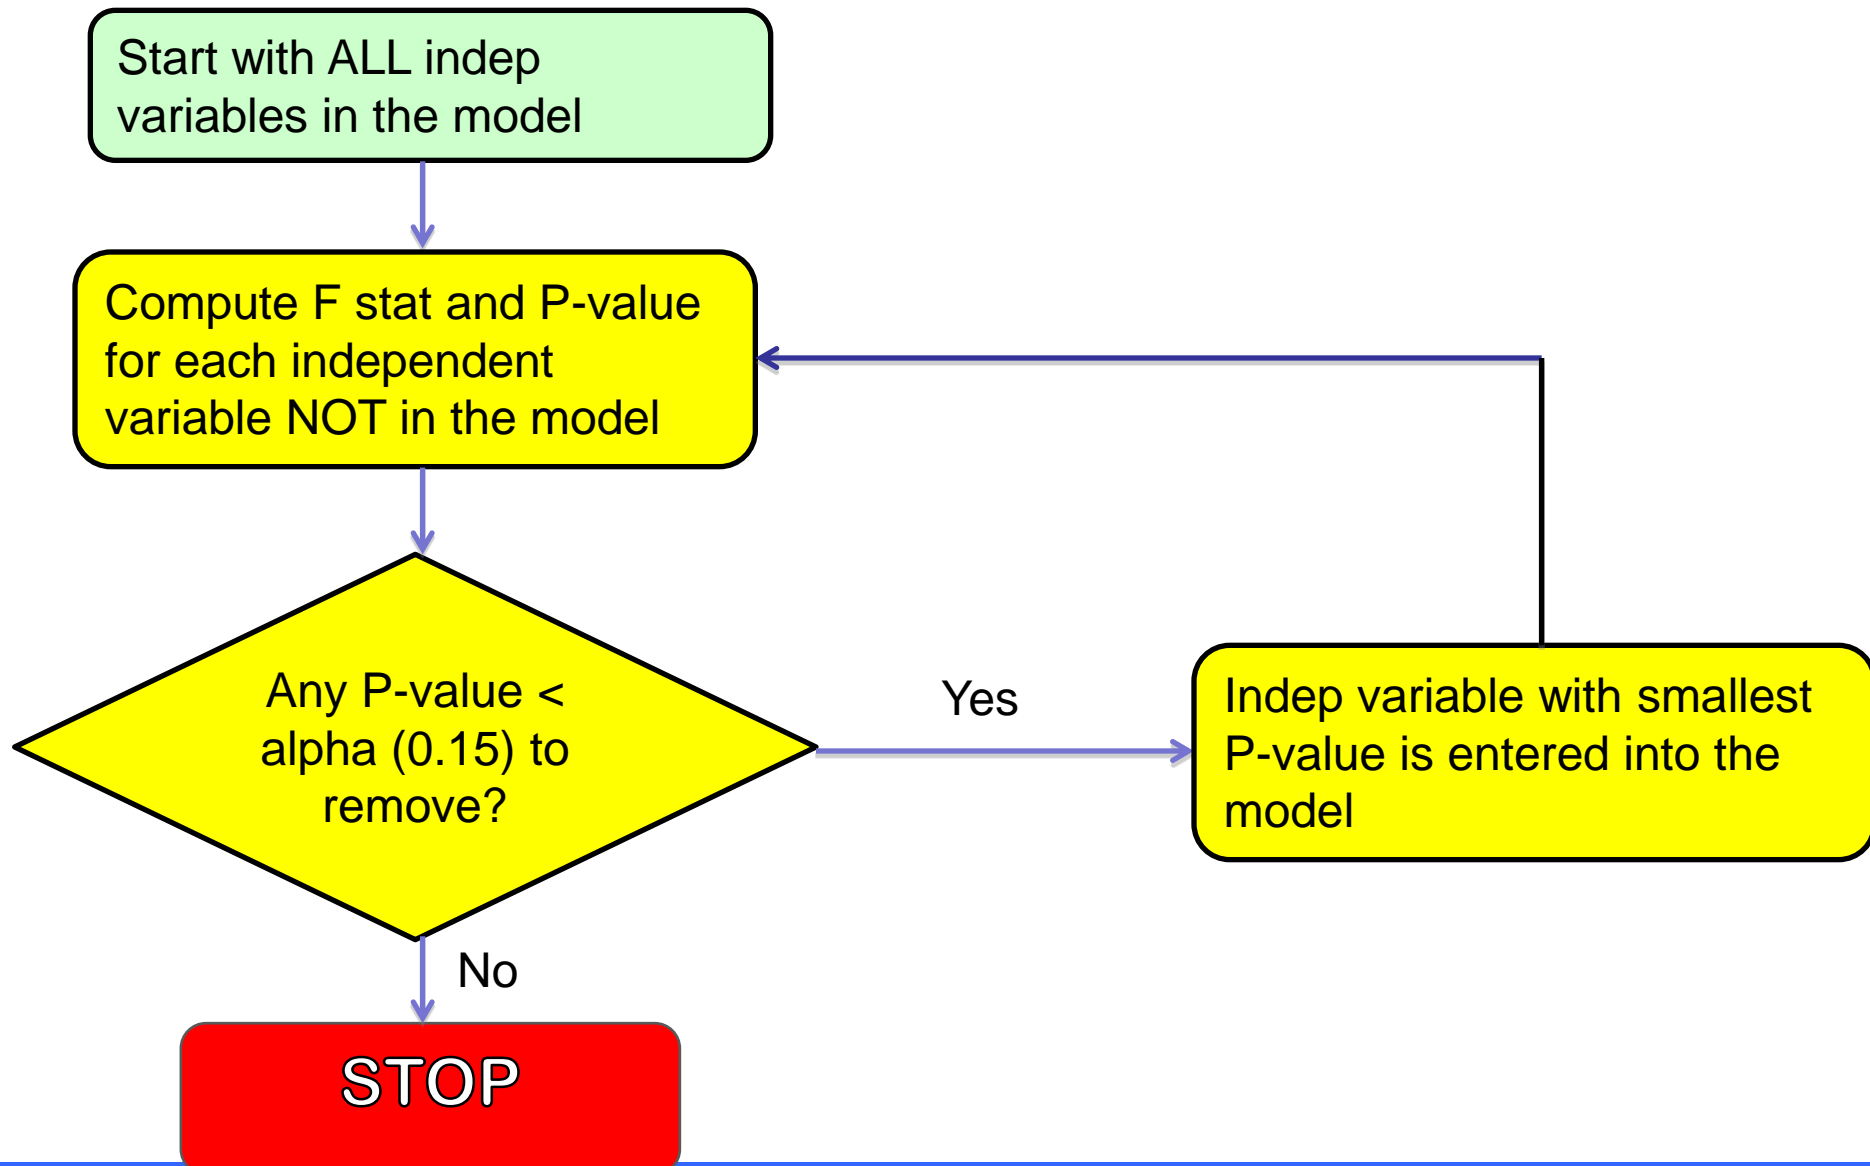 Start with ALL indep
variables in the model
Compute F stat and P-value
for each independent
variable NOT in the model
Any P-value <
alpha (0.15) to
remove?
Yes
Indep variable with smallest
P-value is entered into the
model
No
STOP